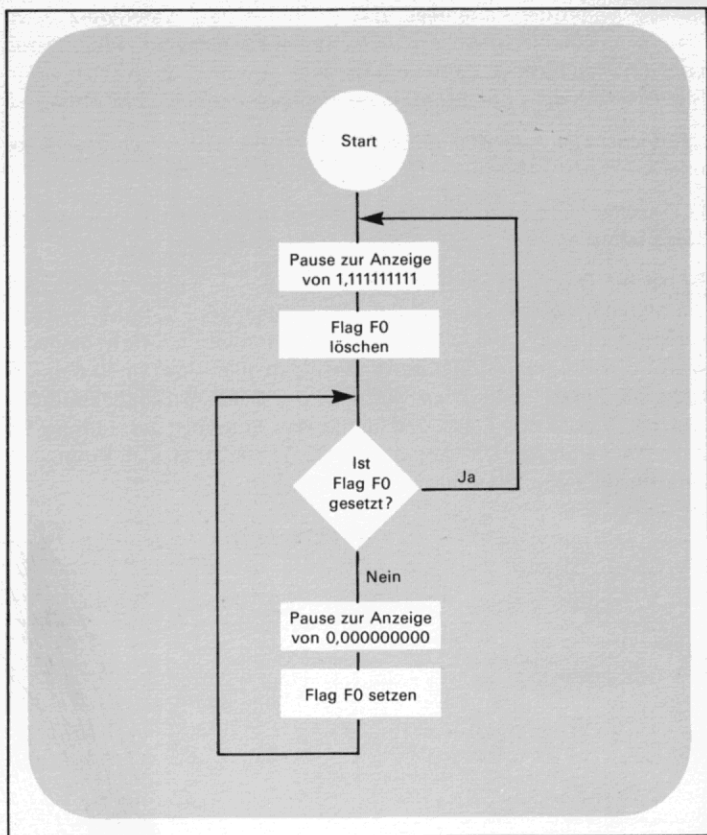 Start
Pause zur Anzeige
von 1,111111111
Flag F0
löschen
Ist
Flag F0
gesetzt?
Ja
Nein
Pause zur Anzeige
von 0,000000000
Flag F0 setzen